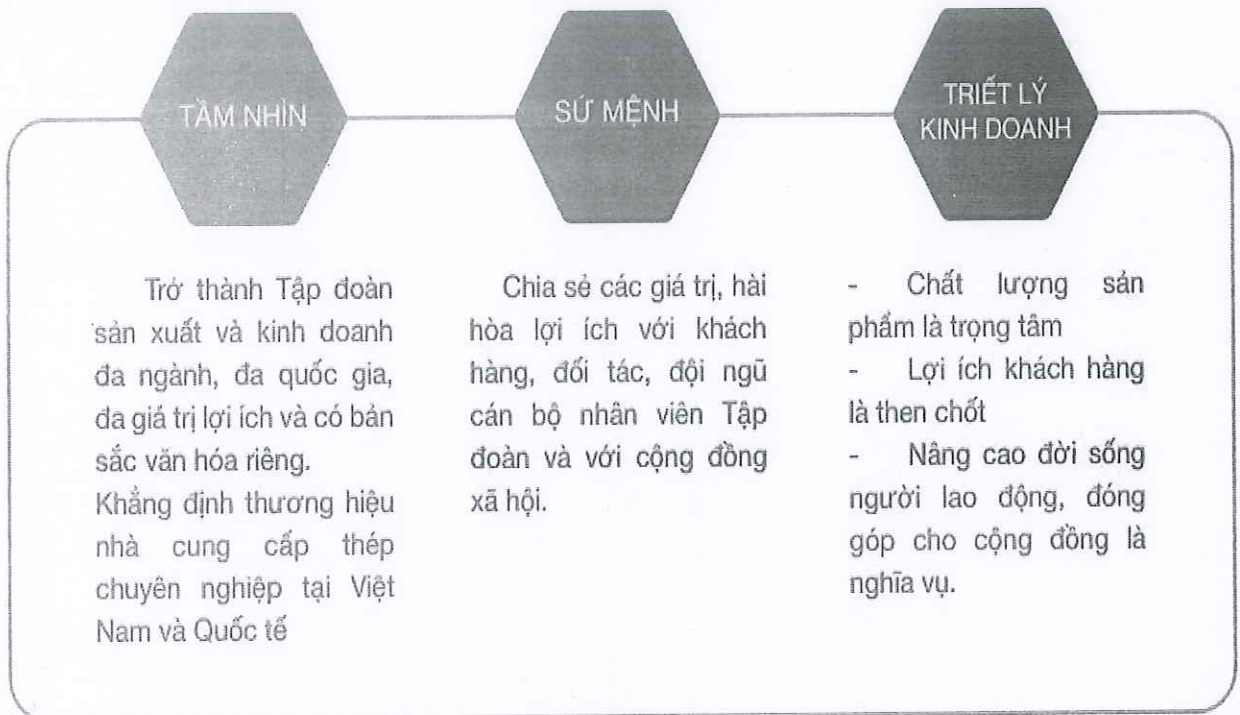 TẦM NHÌN
Trở thành Tập đoàn
sản xuất và kinh doanh
đa ngành, đa quốc gia,
đa giá trị lợi ích và có bản
sắc văn hóa riêng.
Khẳng định thương hiệu
nhà cung cấp thép
chuyên nghiệp tại Việt
Nam và Quốc tế
SỨ MỆNH
Chia sẻ các giá trị, hài
hòa lợi ích với khách
hàng, đối tác, đội ngũ
cán bộ nhân viên Tập
đoàn và với cộng đồng
xã hội.
TRIẾT LÝ
KINH DOANH
- Chất lượng sản
phẩm là trọng tâm
- Lợi ích khách hàng
là then chốt
- Nâng cao đời sống
người lao động, đóng
góp cho cộng đồng là
nghĩa vụ.